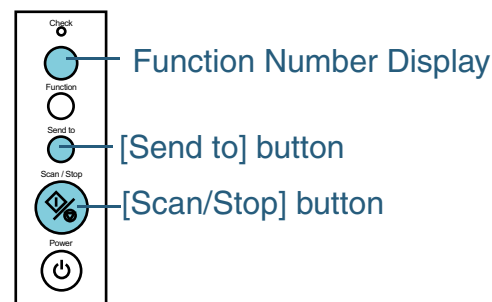 Check
Function Number Display
Function
Send to
[Send to] button
Scan / Stop
[Scan/Stop] button
Power